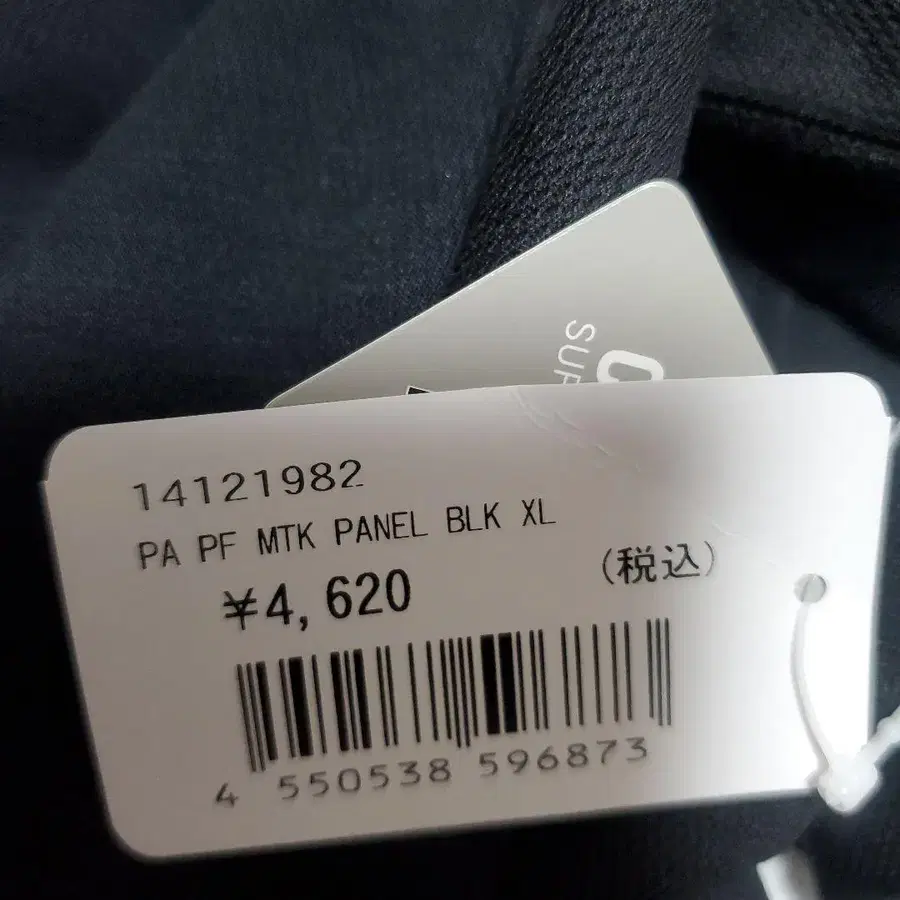 14121982
PA PF MTK PANEL BLK XL
¥4,620 (税込)
4 550538 596873